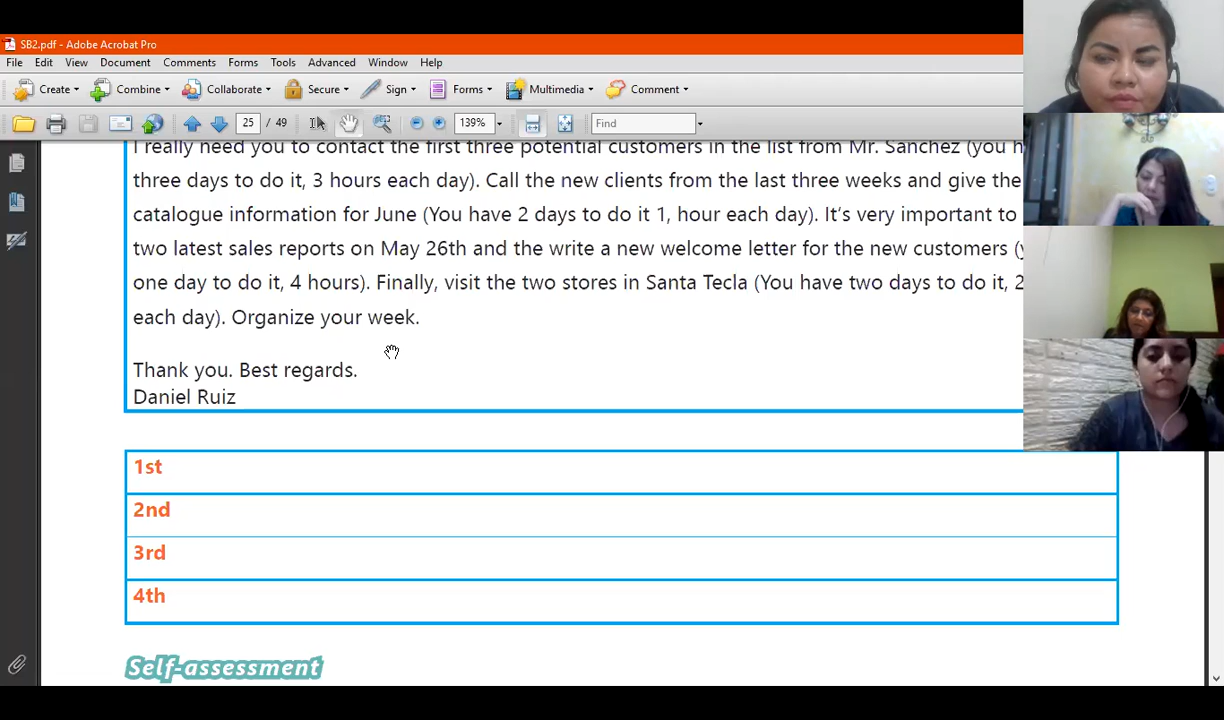 SB2.pdf - Adobe Acrobat Pro
File Edit View Document Comments Forms Tools Advanced Window Help
Create Combine Collaborate Secure Sign Forms Multimedia Comment
25 / 49 139% Find
I really need you to contact the first three potential customers in the list from Mr. Sanchez (you
three days to do it, 3 hours each day). Call the new clients from the last three weeks and give the
catalogue information for June (You have 2 days to do it 1, hour each day). It's very important to
two latest sales reports on May 26th and the write a new welcome letter for the new customers
one day to do it, 4 hours). Finally, visit the two stores in Santa Tecla (You have two days to do it, 2
each day). Organize your week.
Thank you. Best regards.
Daniel Ruiz
1st
2nd
3rd
4th
Self-assessment